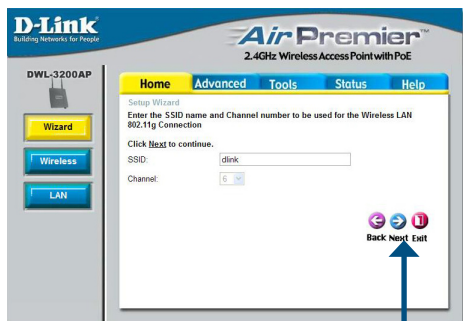 D-Link
Building Networks for People
AirPremier™
2.4GHz Wireless Access Point with PoE
DWL-3200AP
Home Advanced Tools Status Help
Wizard
Wireless
LAN
Setup Wizard
Enter the SSID name and Channel number to be used for the Wireless LAN
802.11g Connection
Click Next to continue.
SSID: dlink
Channel: 6
Back Next Exit